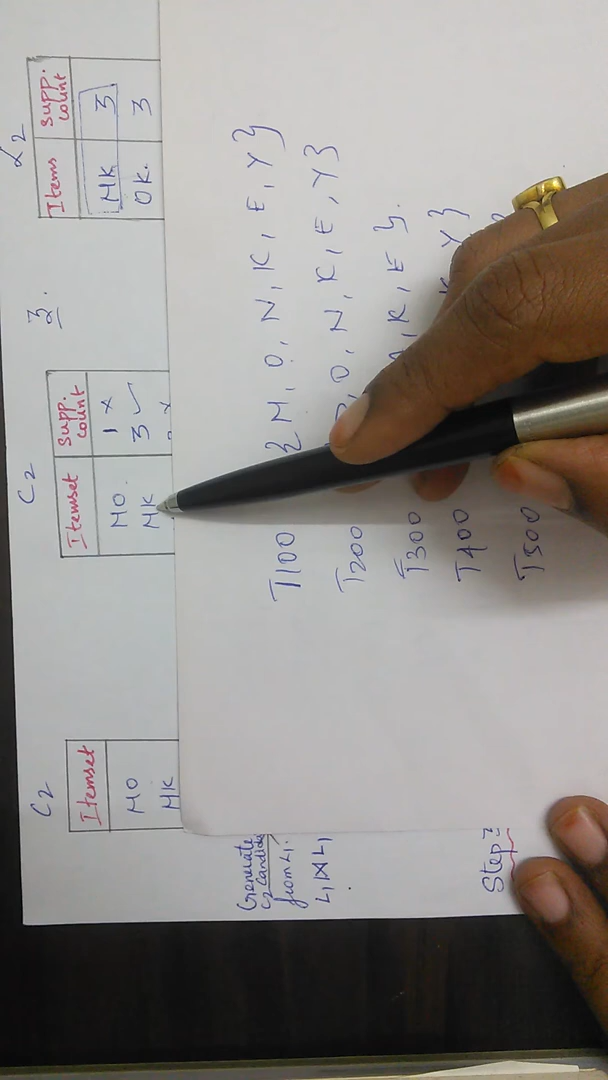 C2
Itemset
MO
MK
C2
Itemset Supp. count
MO. 1 ×
MK 3 ✓
3.
L2
Items Supp. count
MK 3
OK. 3
Generate
C2 Candida
from L1.
L1⋈L1
Step
T100 {M, O, N, K, E, Y}
T200 O, N, K, E, Y}
T300 K, E}.
T400 Y}
T500